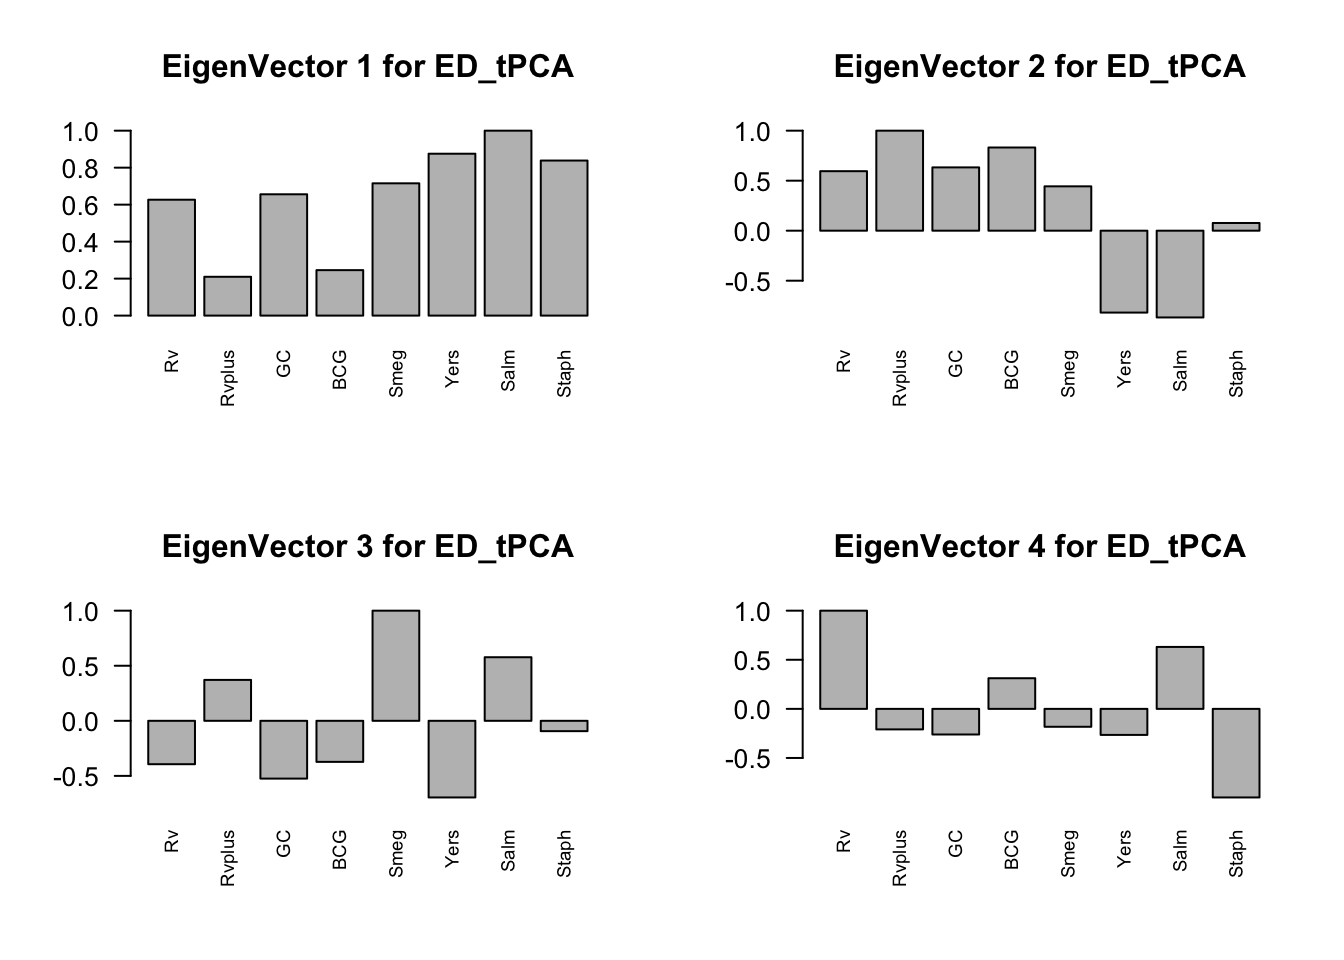 EigenVector 1 for ED_tPCA
1.0
0.8
0.6
0.4
0.2
0.0
Rv
Rvplus
GC
BCG
Smeg
Yers
Salm
Staph
EigenVector 2 for ED_tPCA
1.0
0.5
0.0
-0.5
Rv
Rvplus
GC
BCG
Smeg
Yers
Salm
Staph
EigenVector 3 for ED_tPCA
1.0
0.5
0.0
-0.5
Rv
Rvplus
GC
BCG
Smeg
Yers
Salm
Staph
EigenVector 4 for ED_tPCA
1.0
0.5
0.0
-0.5
Rv
Rvplus
GC
BCG
Smeg
Yers
Salm
Staph